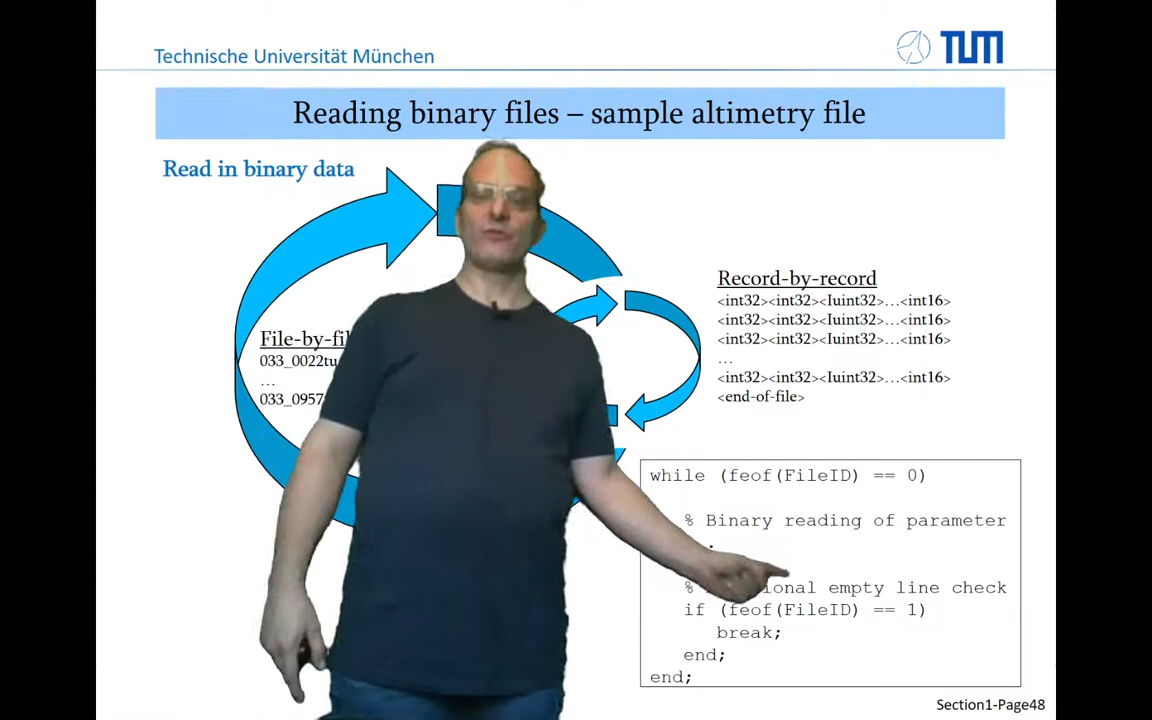 Technische Universität München
TUM
Reading binary files – sample altimetry file
Read in binary data
Record-by-record
<int32><int32><Iuint32>…<int16>
<int32><int32><Iuint32>…<int16>
<int32><int32><Iuint32>…<int16>
…
<int32><int32><Iuint32>…<int16>
<end-of-file>
File-by-fil
033_0022tu
…
033_0957
while (feof(FileID) == 0)
% Binary reading of parameter
.
% ional empty line check
if (feof(FileID) == 1)
break;
end;
end;
Section1-Page48